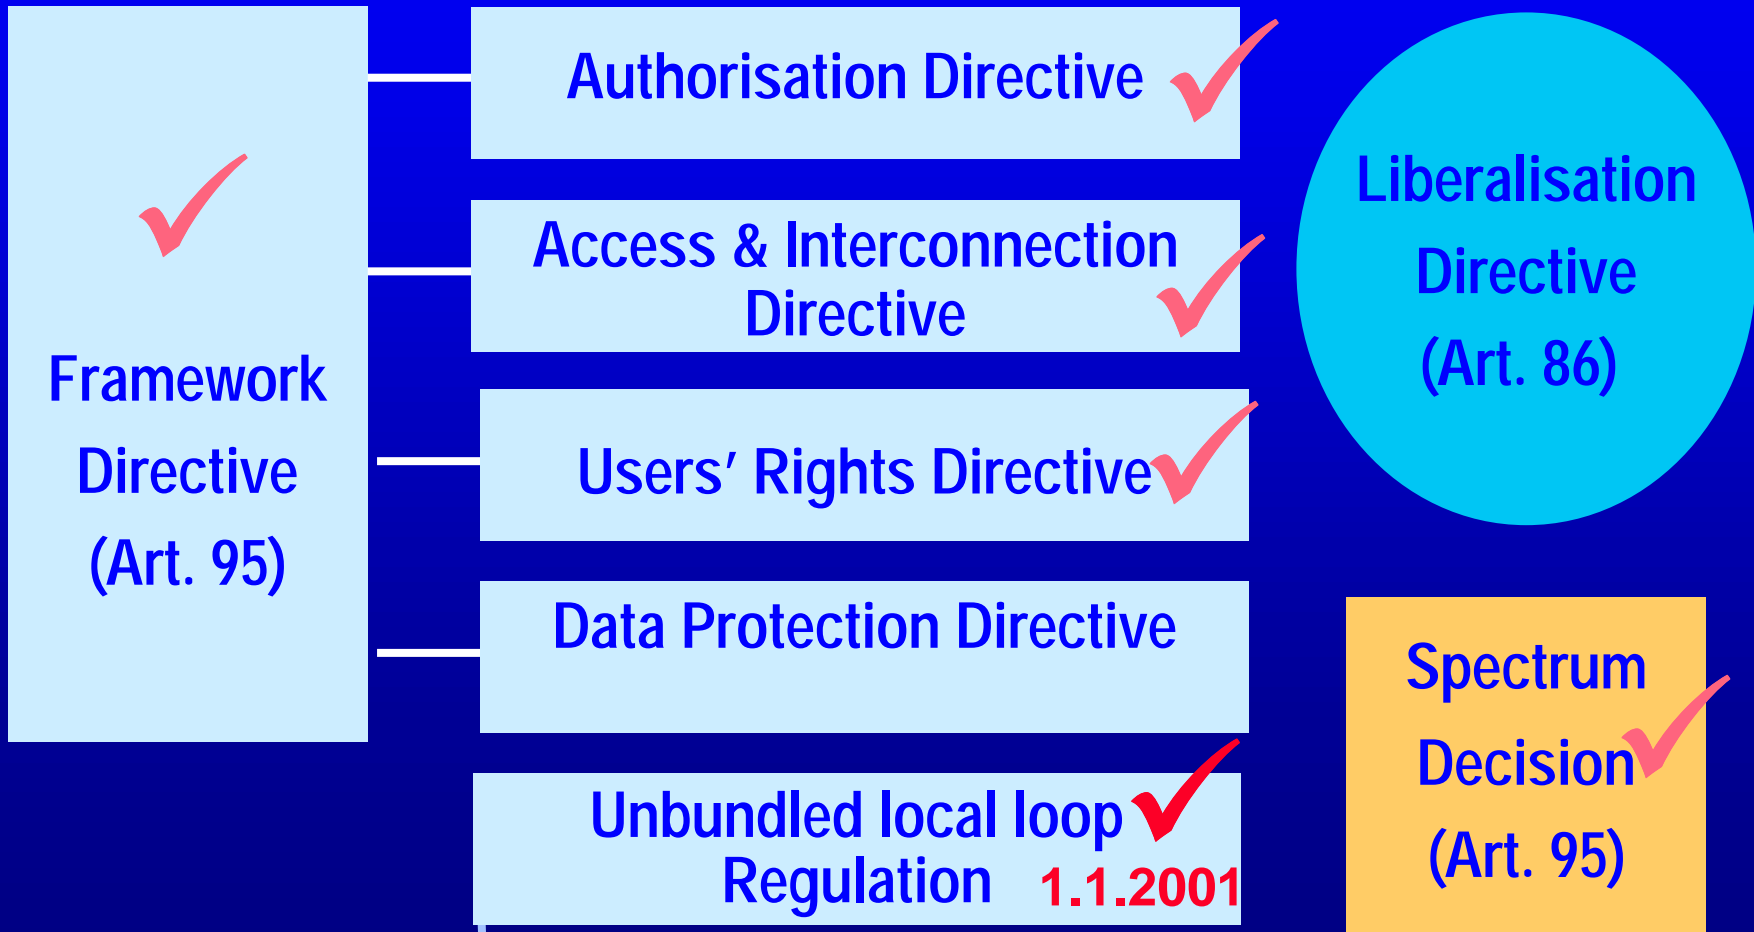 Framework
Directive
(Art. 95)
Authorisation Directive
Access & Interconnection
Directive
Users’ Rights Directive
Data Protection Directive
Unbundled local loop
Regulation 1.1.2001
Liberalisation
Directive
(Art. 86)
Spectrum
Decision
(Art. 95)